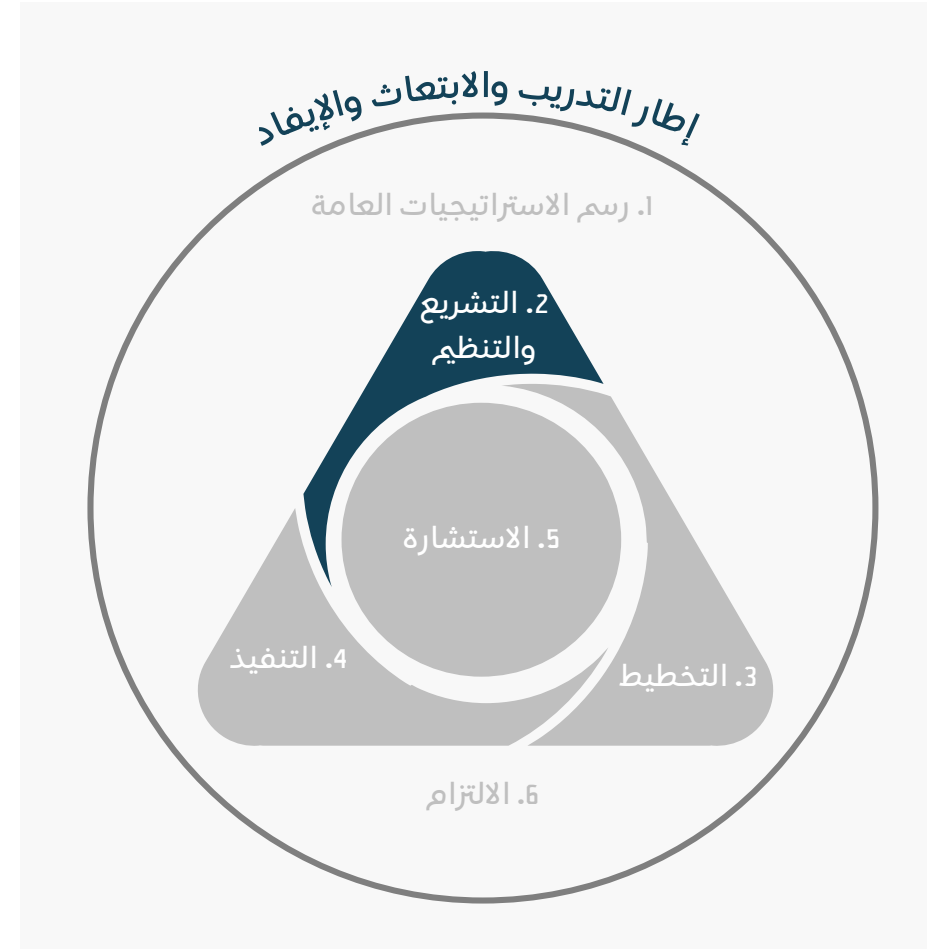 إطار التدريب والابتعاث والإيفاد
1. رسم الاستراتيجيات العامة
2. التشريع
والتنظيم
5. الاستشارة
4. التنفيذ
3. التخطيط
6. الالتزام